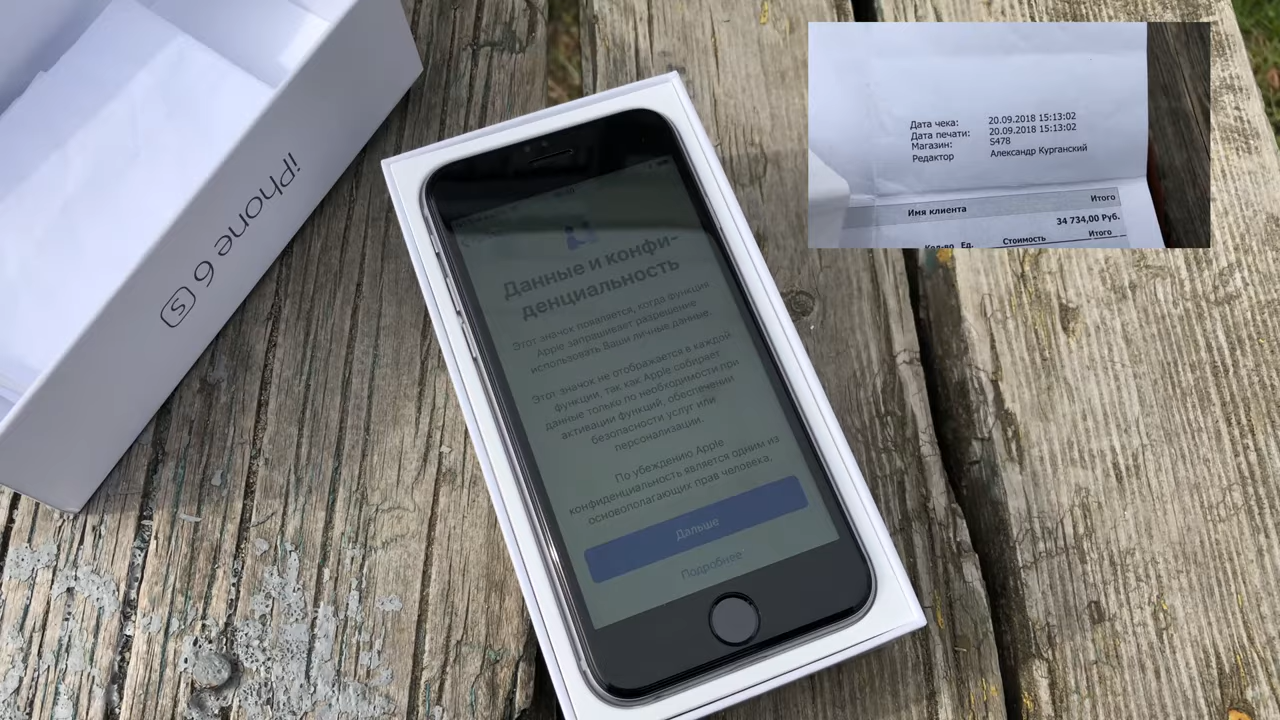 iPhone 6 S
Данные и конфи-
денциальность
Этот значок появляется, когда функция
Apple запрашивает разрешение
использовать Ваши личные данные.
Этот значок не отображается в каждой
функции, так как Apple собирает
данные только по необходимости при
активации функций, обеспечении
безопасности услуг или
персонализации.
По убеждению Apple
конфиденциальность является одним из
основополагающих прав человека,
Дальше
Подробнее
Дата чека: 20.09.2018 15:13:02
Дата печати: 20.09.2018 15:13:02
Магазин: S478
Редактор Александр Курганский
Имя клиента Итого
34 734,00 Руб.
Кол-во Ед. Стоимость Итого